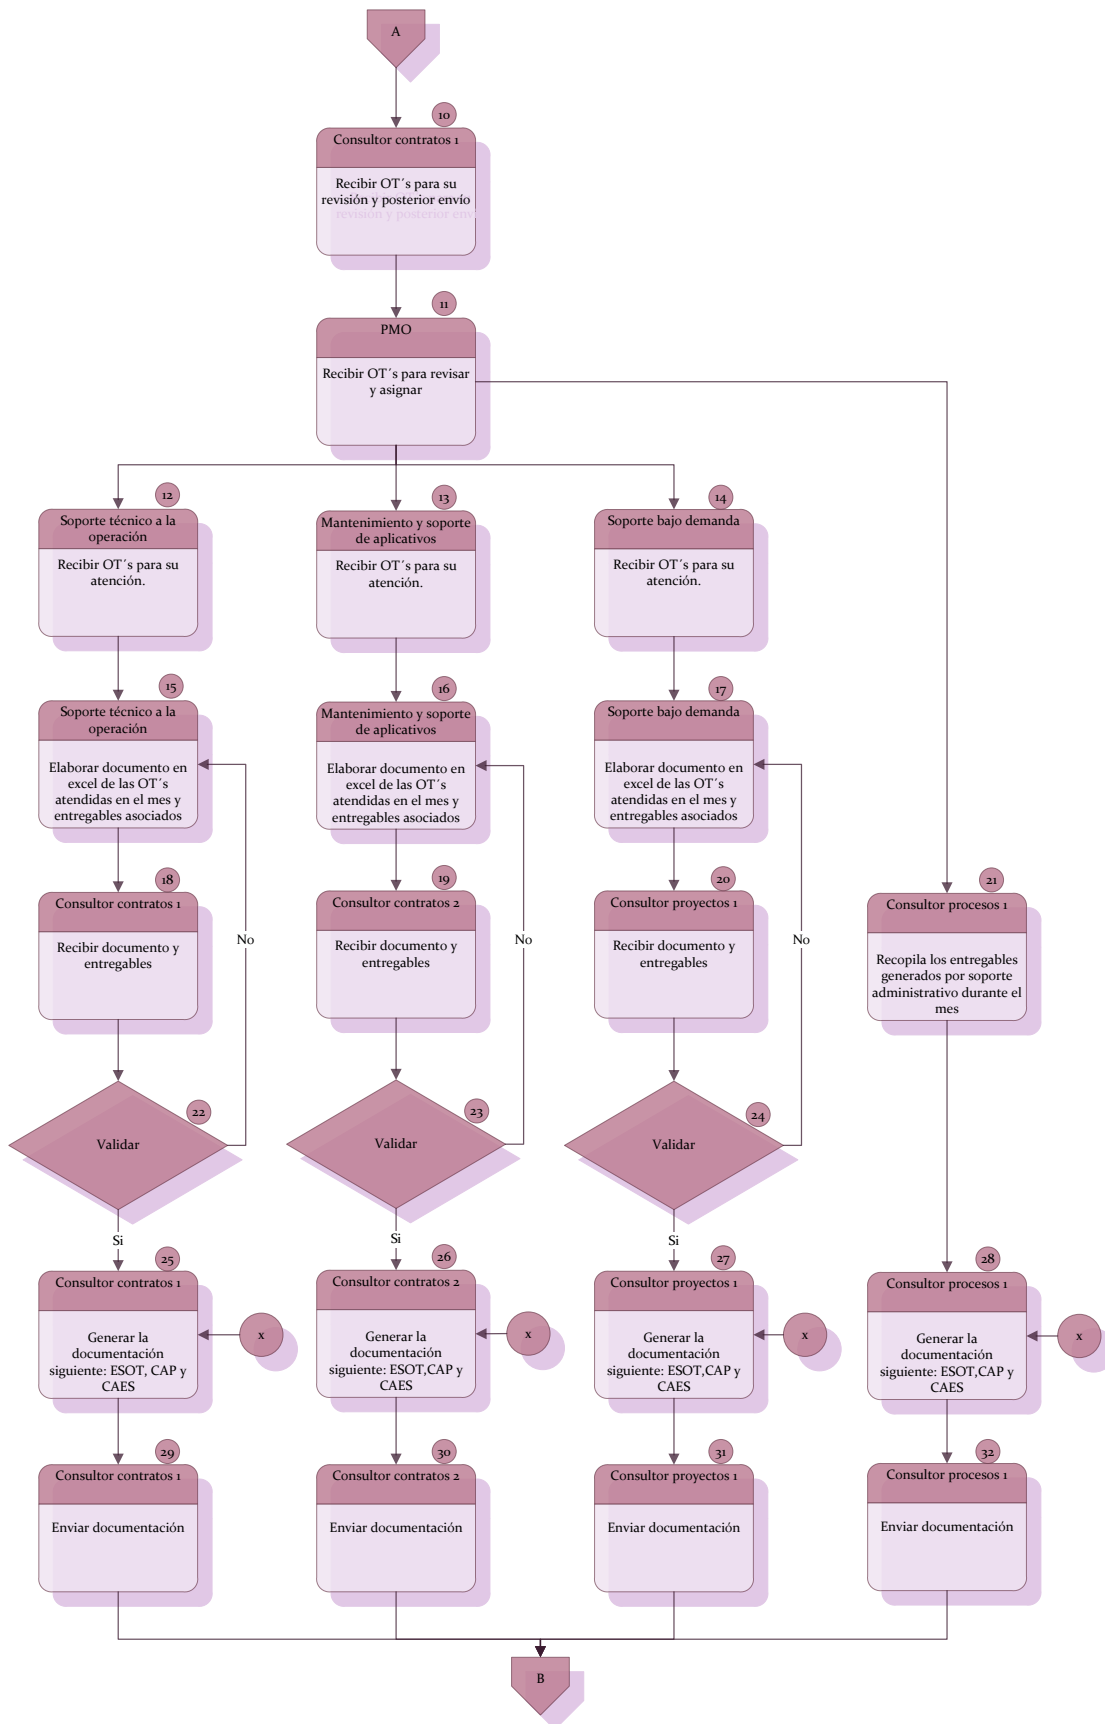 A
10
Consultor contratos 1
Recibir OT´s para su
revisión y posterior envío
11
PMO
Recibir OT´s para revisar
y asignar
12
Soporte técnico a la
operación
Recibir OT´s para su
atención.
13
Mantenimiento y soporte
de aplicativos
Recibir OT´s para su
atención.
14
Soporte bajo demanda
Recibir OT´s para su
atención.
15
Soporte técnico a la
operación
Elaborar documento en
excel de las OT´s
atendidas en el mes y
entregables asociados
16
Mantenimiento y soporte
de aplicativos
Elaborar documento en
excel de las OT´s
atendidas en el mes y
entregables asociados
17
Soporte bajo demanda
Elaborar documento en
excel de las OT´s
atendidas en el mes y
entregables asociados
18
Consultor contratos 1
Recibir documento y
entregables
No
19
Consultor contratos 2
Recibir documento y
entregables
No
20
Consultor proyectos 1
Recibir documento y
entregables
No
21
Consultor procesos 1
Recopila los entregables
generados por soporte
administrativo durante el
mes
22
Validar
Si
23
Validar
Si
24
Validar
Si
25
Consultor contratos 1
Generar la
documentación
siguiente: ESOT, CAP y
CAES
x
26
Consultor contratos 2
Generar la
documentación
siguiente: ESOT,CAP y
CAES
x
27
Consultor proyectos 1
Generar la
documentación
siguiente: ESOT,CAP y
CAES
x
28
Consultor procesos 1
Generar la
documentación
siguiente: ESOT,CAP y
CAES
x
29
Consultor contratos 1
Enviar documentación
30
Consultor contratos 2
Enviar documentación
31
Consultor proyectos 1
Enviar documentación
32
Consultor procesos 1
Enviar documentación
B